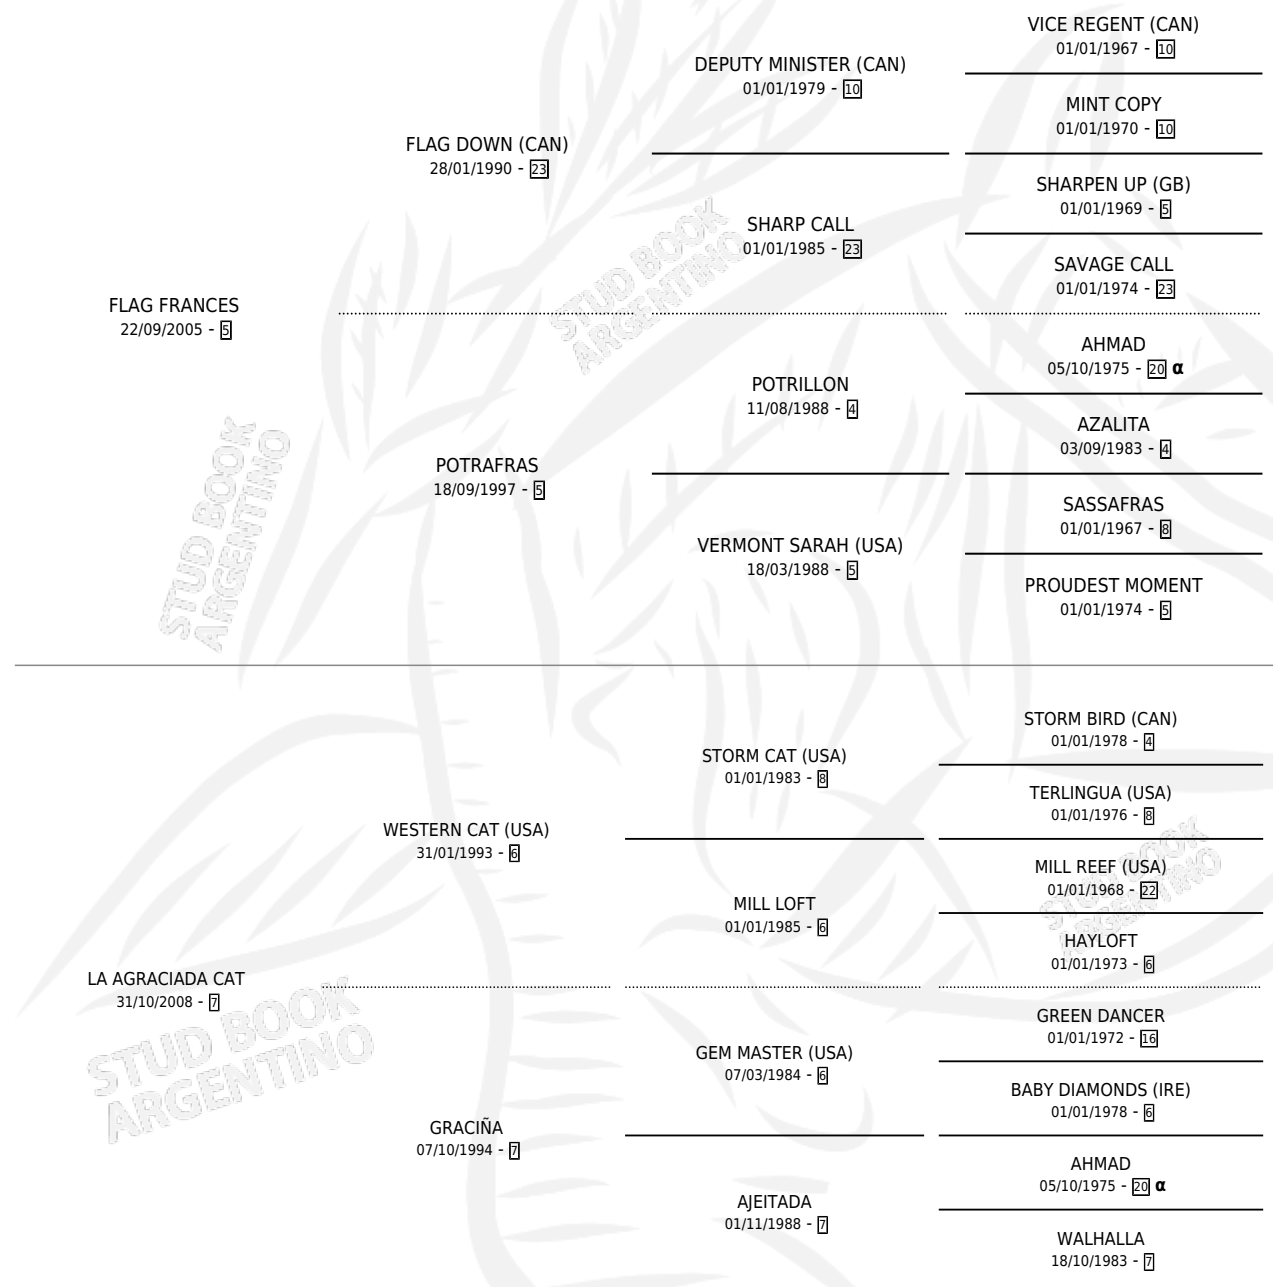 FLAG FRANCES
22/09/2005 - 5
FLAG DOWN (CAN)
28/01/1990 - 23
DEPUTY MINISTER (CAN)
01/01/1979 - 10
VICE REGENT (CAN)
01/01/1967 - 10
MINT COPY
01/01/1970 - 10
SHARP CALL
01/01/1985 - 23
SHARPEN UP (GB)
01/01/1969 - 5
SAVAGE CALL
01/01/1974 - 23
POTRAFRAS
18/09/1997 - 5
POTRILLON
11/08/1988 - 4
AHMAD
05/10/1975 - 20 α
AZALITA
03/09/1983 - 4
VERMONT SARAH (USA)
18/03/1988 - 5
SASSAFRAS
01/01/1967 - 8
PROUDEST MOMENT
01/01/1974 - 5
LA AGRACIADA CAT
31/10/2008 - 7
WESTERN CAT (USA)
31/01/1993 - 6
STORM CAT (USA)
01/01/1983 - 8
STORM BIRD (CAN)
01/01/1978 - 4
TERLINGUA (USA)
01/01/1976 - 8
MILL LOFT
01/01/1985 - 6
MILL REEF (USA)
01/01/1968 - 22
HAYLOFT
01/01/1973 - 6
GRACIÑA
07/10/1994 - 7
GEM MASTER (USA)
07/03/1984 - 6
GREEN DANCER
01/01/1972 - 16
BABY DIAMONDS (IRE)
01/01/1978 - 6
AJEITADA
01/11/1988 - 7
AHMAD
05/10/1975 - 20 α
WALHALLA
18/10/1983 - 7
STUD BOOK
ARGENTINO
STUD BOOK
ARGENTINO
STUD BOOK
ARGENTINO
STUD BOOK
ARGENTINO